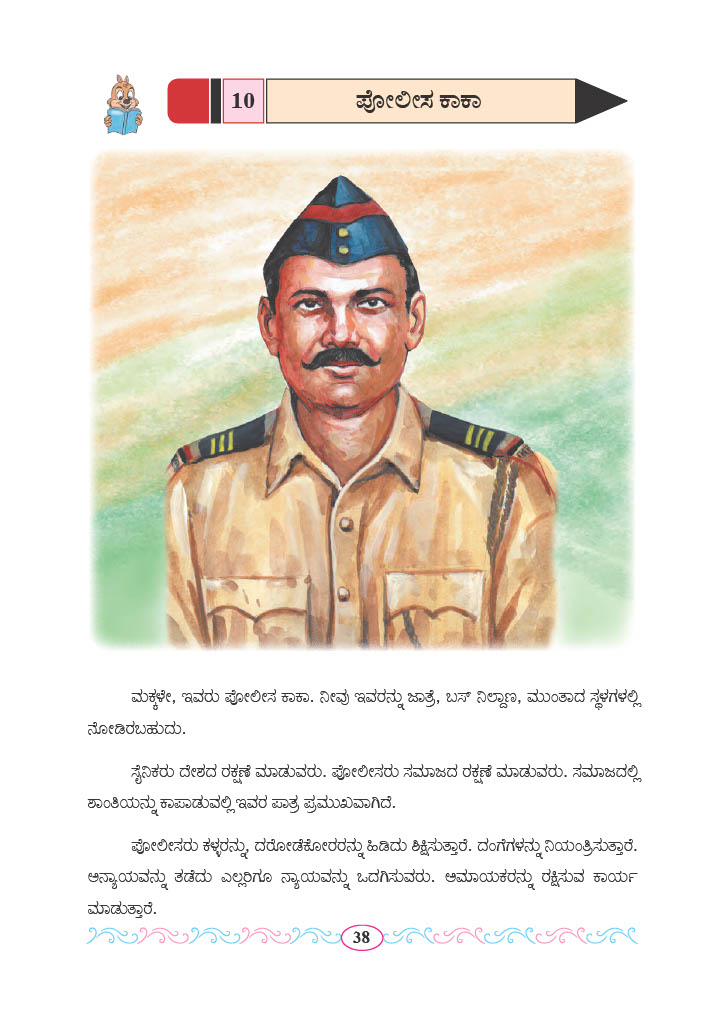 10
ಪೋಲೀಸ ಕಾಕಾ
ಮಕ್ಕಳೇ, ಇವರು ಪೋಲೀಸ ಕಾಕಾ. ನೀವು ಇವರನ್ನು ಜಾತ್ರೆ, ಬಸ್ ನಿಲ್ದಾಣ, ಮುಂತಾದ ಸ್ಥಳಗಳಲ್ಲಿ
ನೋಡಿರಬಹುದು.
ಸೈನಿಕರು ದೇಶದ ರಕ್ಷಣೆ ಮಾಡುವರು. ಪೋಲೀಸರು ಸಮಾಜದ ರಕ್ಷಣೆ ಮಾಡುವರು. ಸಮಾಜದಲ್ಲಿ
ಶಾಂತಿಯನ್ನು ಕಾಪಾಡುವಲ್ಲಿ ಇವರ ಪಾತ್ರ ಪ್ರಮುಖವಾಗಿದೆ.
ಪೋಲೀಸರು ಕಳ್ಳರನ್ನು, ದರೋಡೆಕೋರರನ್ನು ಹಿಡಿದು ಶಿಕ್ಷಿಸುತ್ತಾರೆ. ದಂಗೆಗಳನ್ನು ನಿಯಂತ್ರಿಸುತ್ತಾರೆ.
ಅನ್ಯಾಯವನ್ನು ತಡೆದು ಎಲ್ಲರಿಗೂ ನ್ಯಾಯವನ್ನು ಒದಗಿಸುವರು. ಅಮಾಯಕರನ್ನು ರಕ್ಷಿಸುವ ಕಾರ್ಯ
ಮಾಡುತ್ತಾರೆ.
38